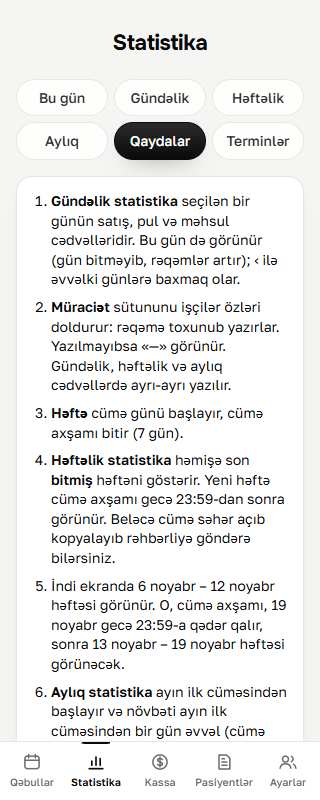 Statistika
Bu gün
Gündəlik
Həftəlik
Aylıq
Qaydalar
Terminlər
1. Gündəlik statistika seçilən bir
günün satış, pul və məhsul
cədvəlləridir. Bu gün də görünür
(gün bitməyib, rəqəmlər artır); ‹ ilə
əvvəlki günlərə baxmaq olar.
2. Müraciət sütununu işçilər özləri
doldurur: rəqəmə toxunub yazırlar.
Yazılmayıbsa «—» görünür.
Gündəlik, həftəlik və aylıq
cədvəllərdə ayrı-ayrı yazılır.
3. Həftə cümə günü başlayır, cümə
axşamı bitir (7 gün).
4. Həftəlik statistika həmişə son
bitmiş həftəni göstərir. Yeni həftə
cümə axşamı gecə 23:59-dan sonra
görünür. Beləcə cümə səhər açıb
kopyalayıb rəhbərliyə göndərə
bilərsiniz.
5. İndi ekranda 6 noyabr – 12 noyabr
həftəsi görünür. O, cümə axşamı, 19
noyabr gecə 23:59-a qədər qalır,
sonra 13 noyabr – 19 noyabr həftəsi
görünəcək.
6. Aylıq statistika ayın ilk cüməsindən
başlayır və növbəti ayın ilk
cüməsindən bir gün əvvəl (cümə
Qəbullar
Statistika
Kassa
Pasiyentlər
Ayarlar